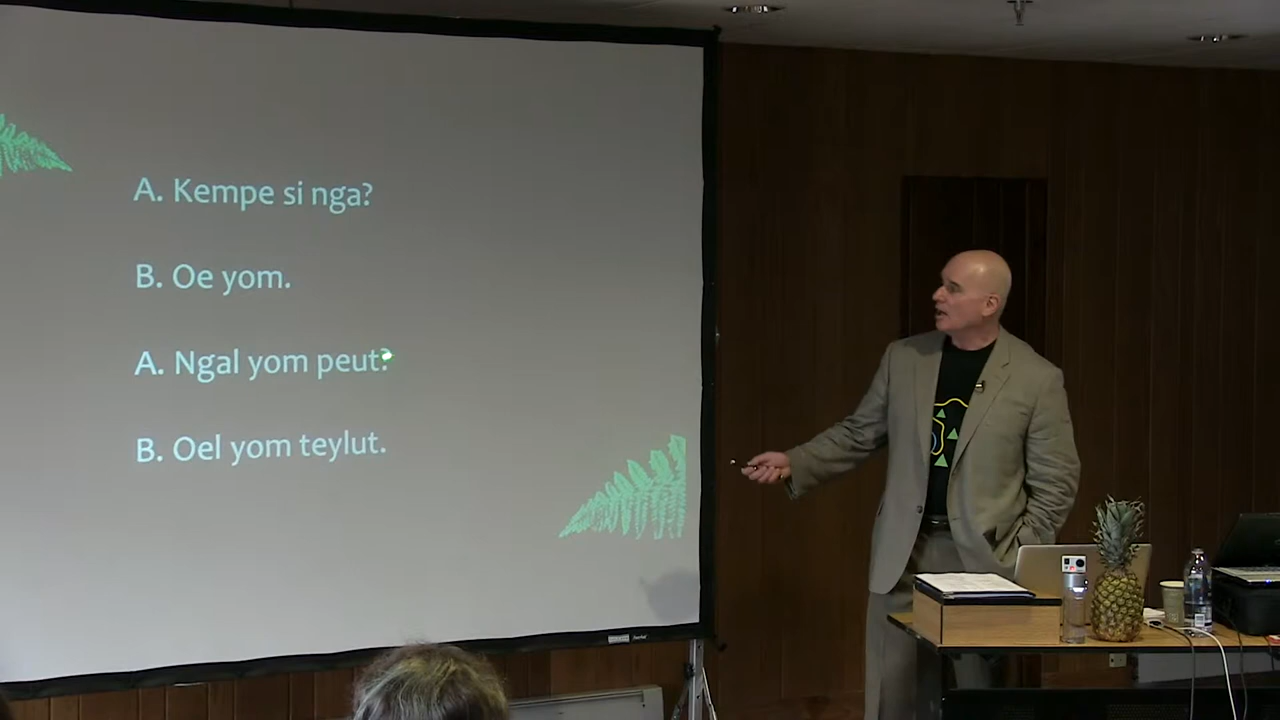 A. Kempe si nga?
B. Oe yom.
A. Ngal yom peut?
B. Oel yom teylut.